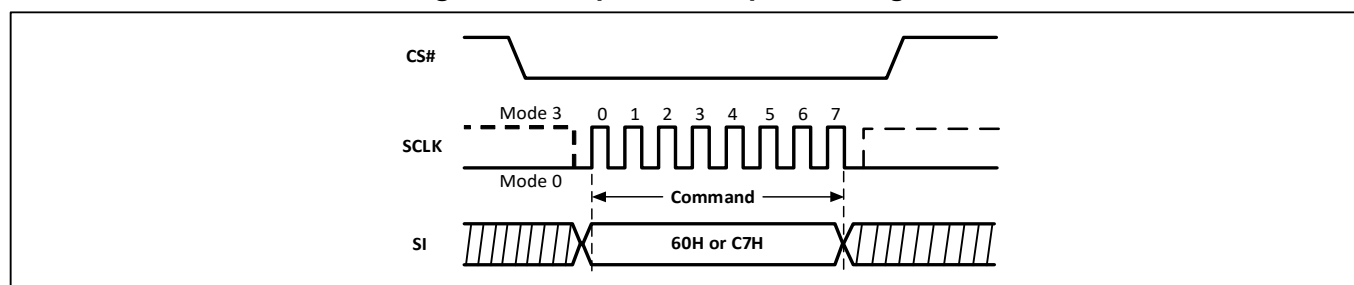 CS#
Mode 3 0 1 2 3 4 5 6 7
SCLK
Mode 0
Command
SI 60H or C7H